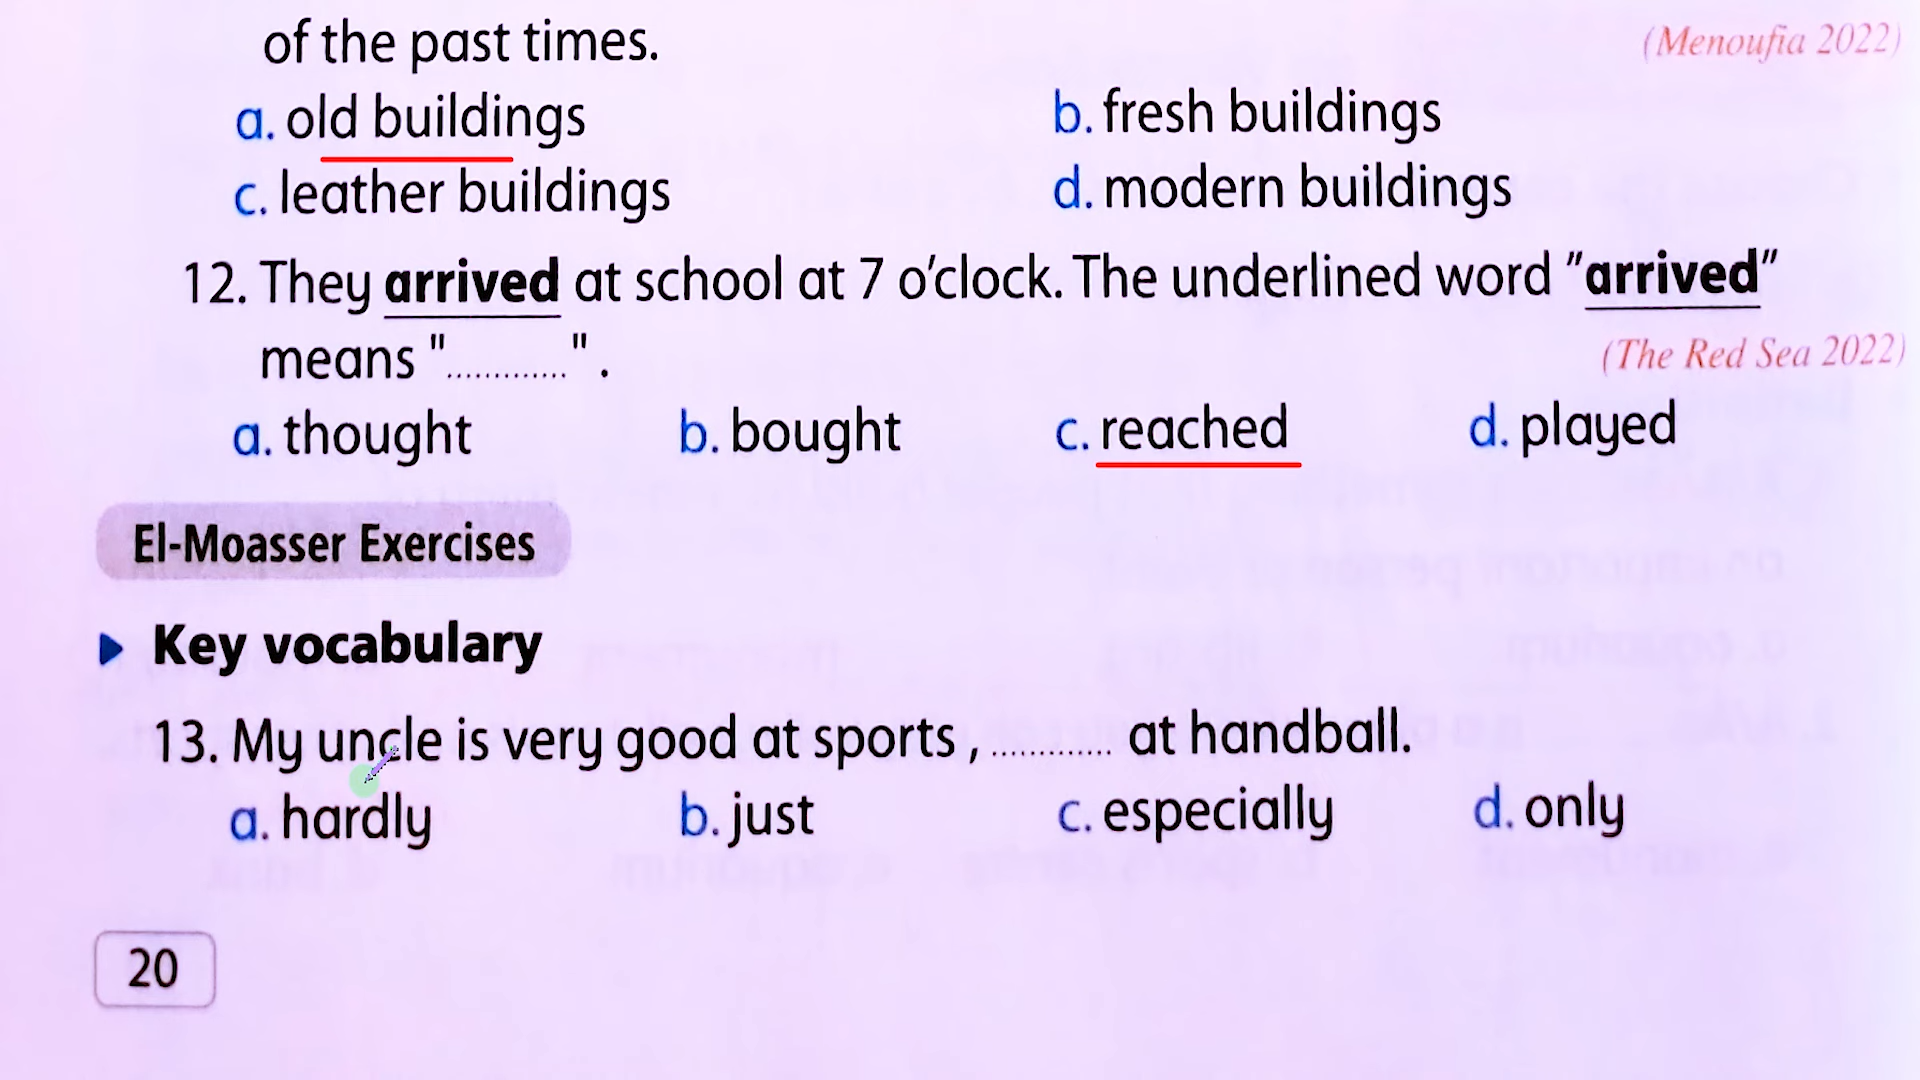 of the past times. (Menoufia 2022)
a. old buildings b. fresh buildings
c. leather buildings d. modern buildings
12. They arrived at school at 7 o'clock. The underlined word "arrived"
means "............." . (The Red Sea 2022)
a. thought b. bought c. reached d. played
El-Moasser Exercises
Key vocabulary
13. My uncle is very good at sports , ............. at handball.
a. hardly b. just c. especially d. only
20